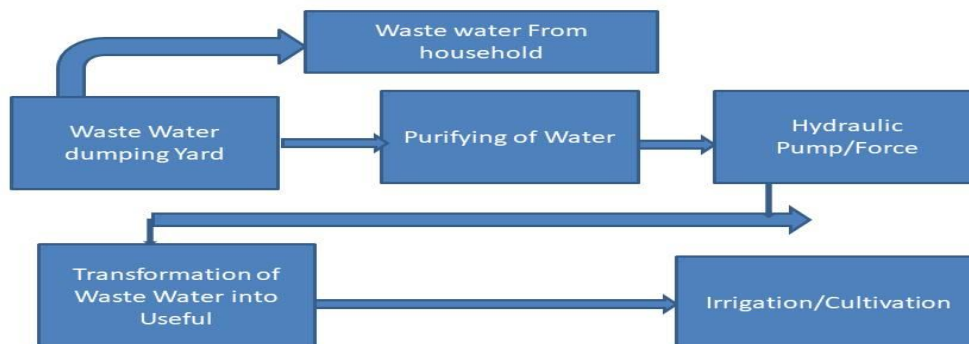 Waste water From
household
Waste Water
dumping Yard
Purifying of Water
Hydraulic
Pump/Force
Transformation of
Waste Water into
Useful
Irrigation/Cultivation